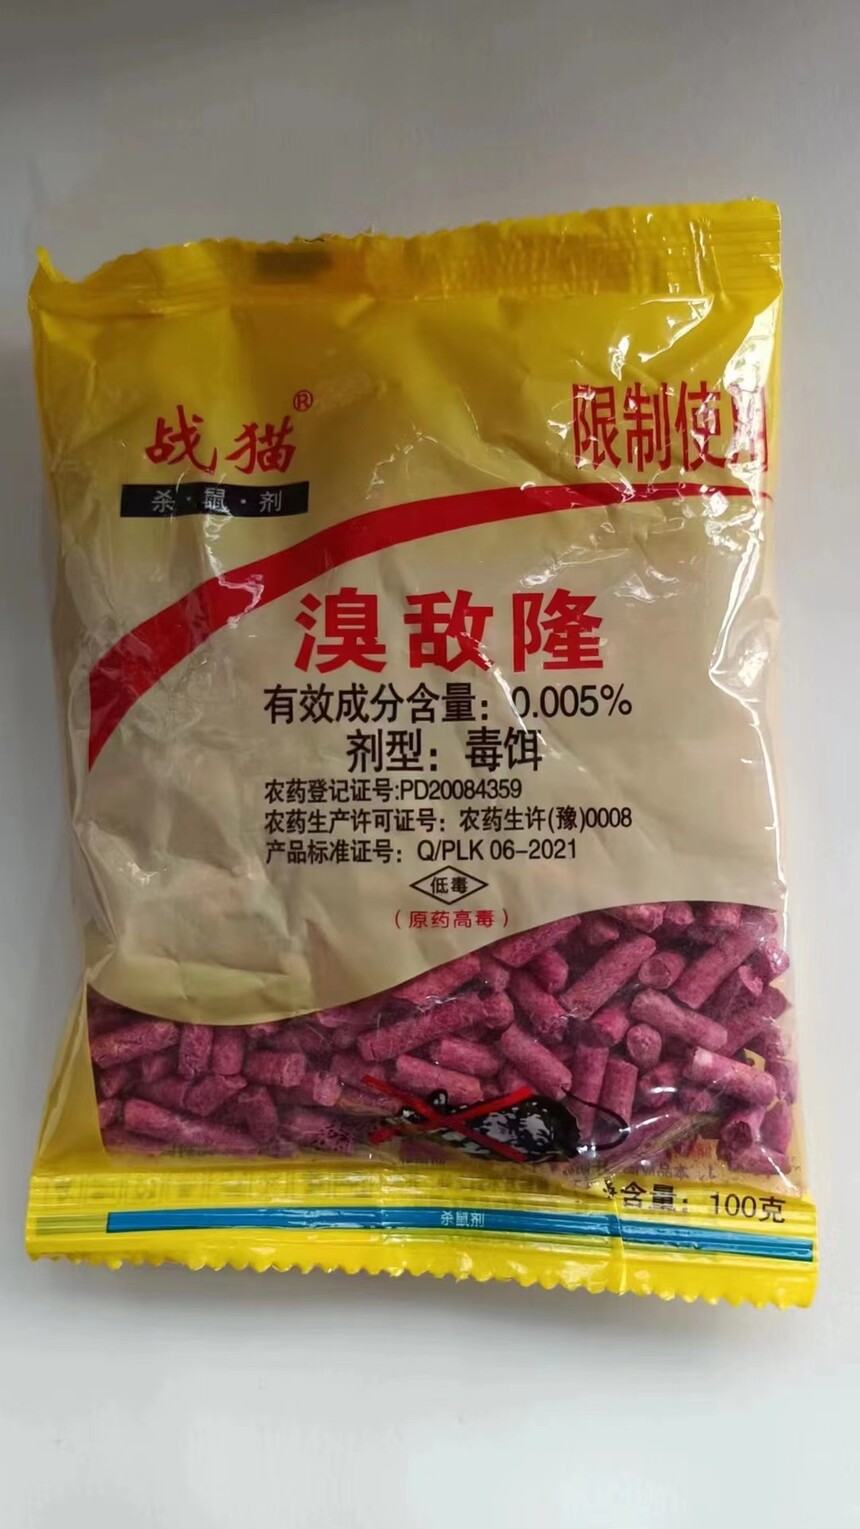 战猫®
限制使用
杀·鼠·剂
溴敌隆
有效成分含量：0.005%
剂型：毒饵
农药登记证号:PD20084359
农药生产许可证号：农药生许(豫)0008
产品标准证号：Q/PLK 06-2021
低毒
（原药高毒）
含量：100克
杀鼠剂